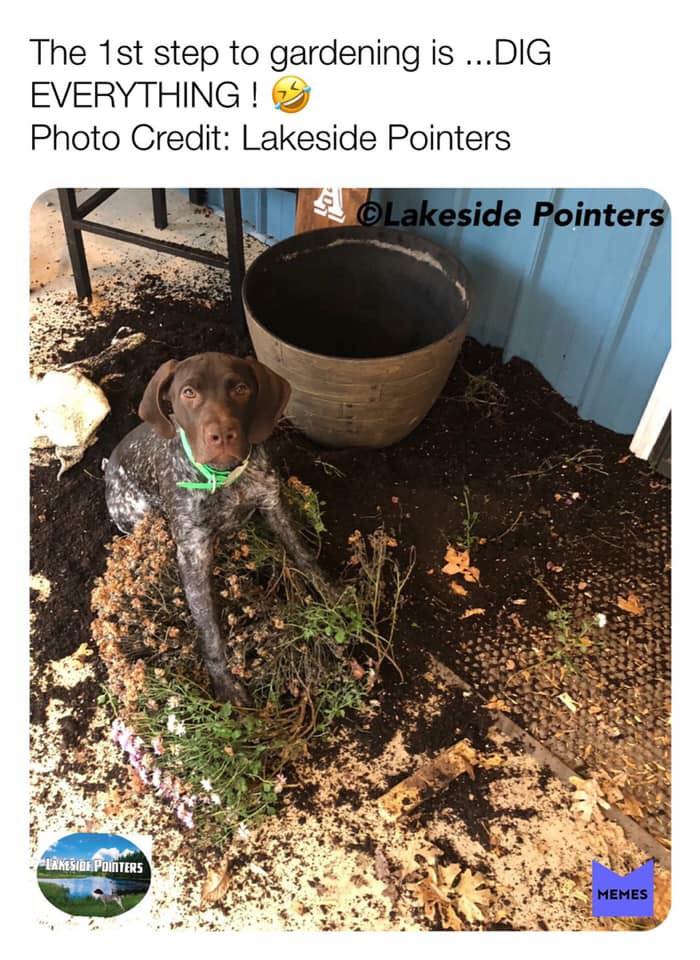 The 1st step to gardening is ...DIG
EVERYTHING ! 🤣
Photo Credit: Lakeside Pointers
A
©Lakeside Pointers
LAKESIDE POINTERS
MEMES